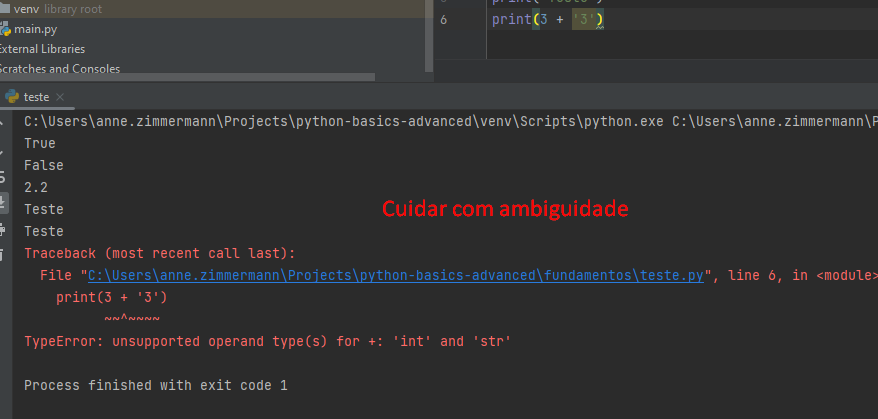 venv library root
main.py
External Libraries
Scratches and Consoles
6 print(3 + '3')
teste
C:\Users\anne.zimmermann\Projects\python-basics-advanced\venv\Scripts\python.exe C:\Users\anne.zimmermann\P
True
False
2.2
Teste
Cuidar com ambiguidade
Teste
Traceback (most recent call last):
File "C:\Users\anne.zimmermann\Projects\python-basics-advanced\fundamentos\teste.py", line 6, in <module>
print(3 + '3')
~~^~~~~
TypeError: unsupported operand type(s) for +: 'int' and 'str'
Process finished with exit code 1